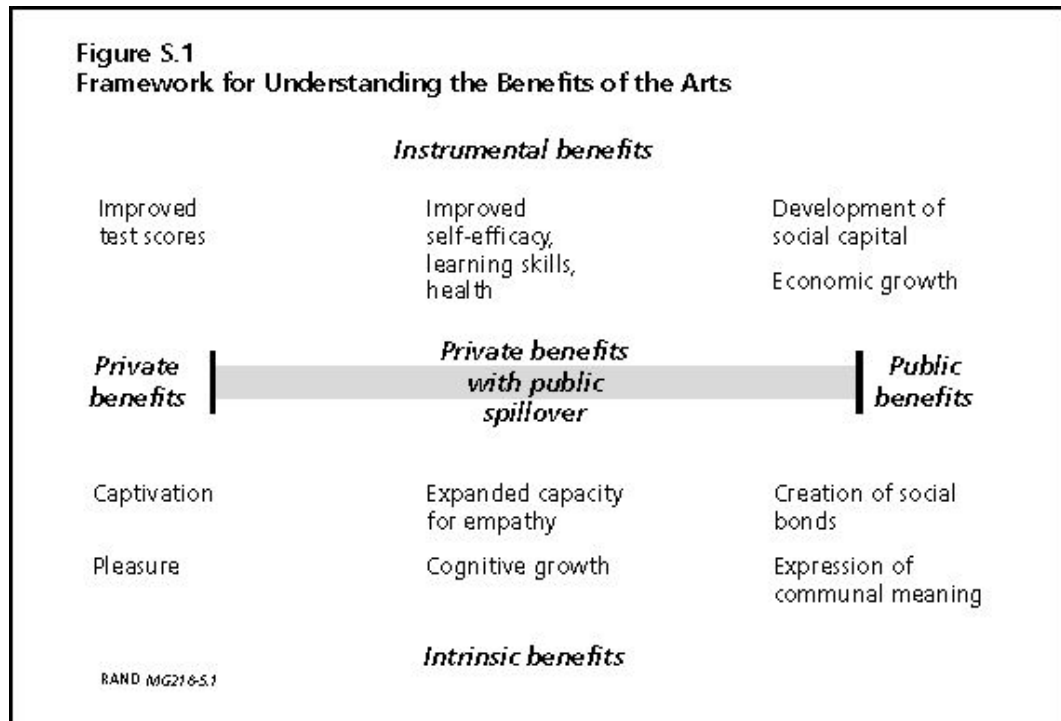 Figure S.1
Framework for Understanding the Benefits of the Arts
Instrumental benefits
Improved
test scores
Improved
self-efficacy,
learning skills,
health
Development of
social capital
Economic growth
Private
benefits
Private benefits
with public
spillover
Public
benefits
Captivation
Expanded capacity
for empathy
Creation of social
bonds
Pleasure
Cognitive growth
Expression of
communal meaning
Intrinsic benefits
RAND MG218-S.1